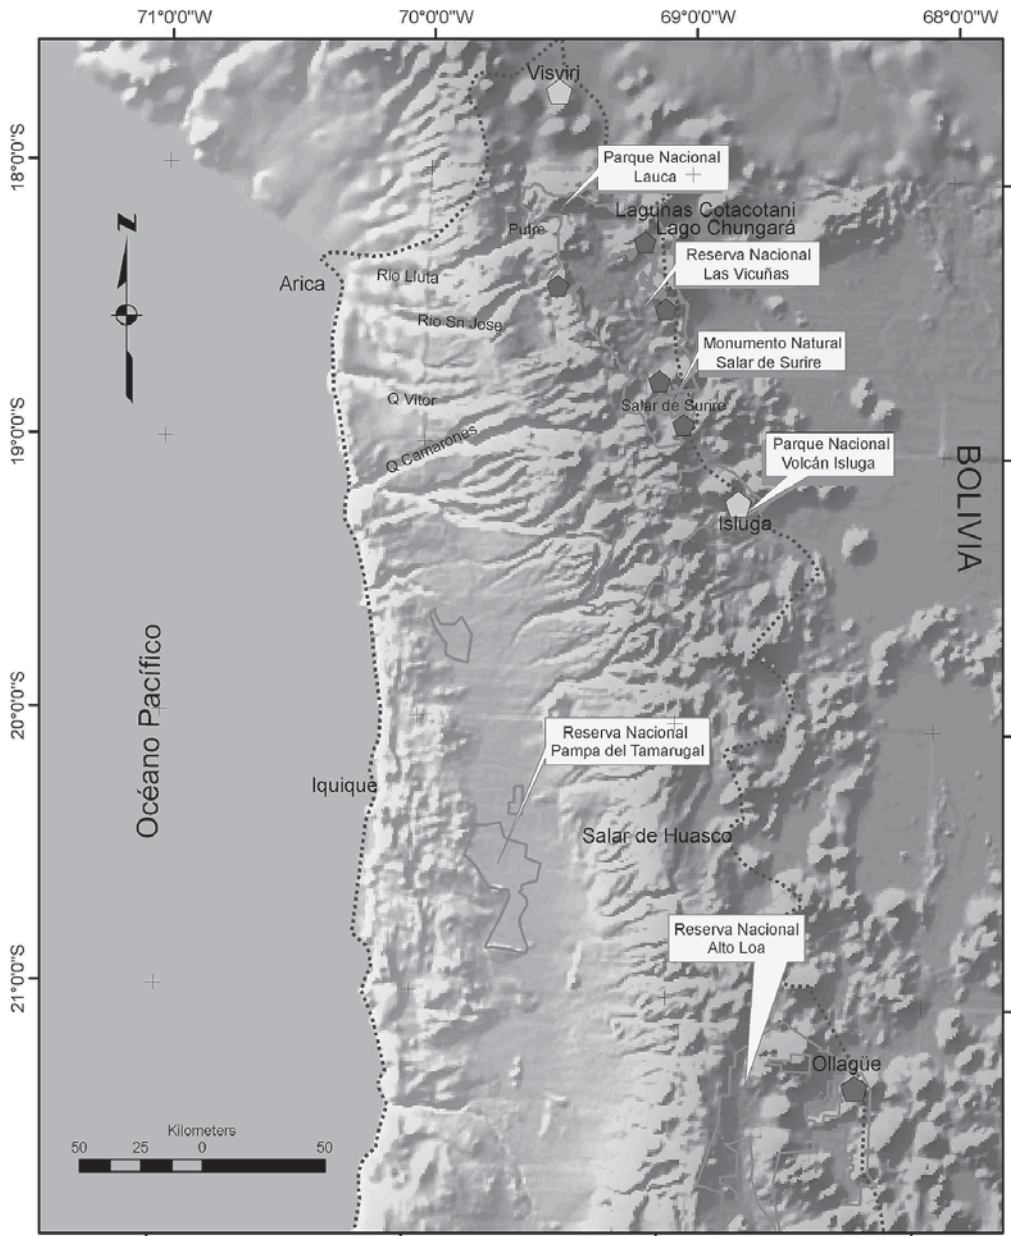 71°0'0"W
70°0'0"W
69°0'0"W
68°0'0"W
Visviri
18°0'0"S
Parque Nacional
Lauca
Z
Lagunas Cotacotani
Putre
Lago Chungará
Arica
Rio Lluta
Reserva Nacional
Las Vicuñas
Rio Sn Jose
Monumento Natural
Salar de Surire
Q Vitor
Salar de Surire
19°0'0"S
Q Camarones
Parque Nacional
Volcán Isluga
BOLIVIA
Isluga
Océano Pacífico
20°0'0"S
Reserva Nacional
Pampa del Tamarugal
Iquique
Salar de Huasco
Reserva Nacional
Alto Loa
21°0'0"S
Ollagüe
Kilometers
50 25 0 50